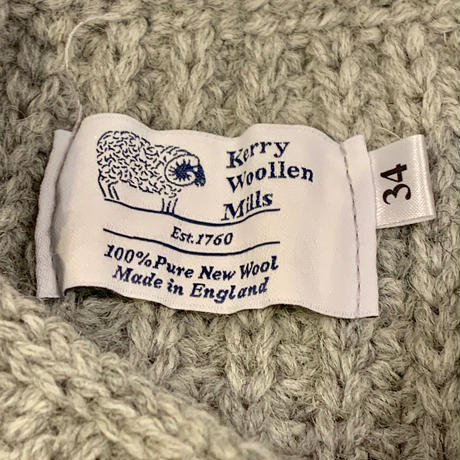 Kerry
Woollen
Mills
Est.1760
100% Pure New Wool
Made in England
34